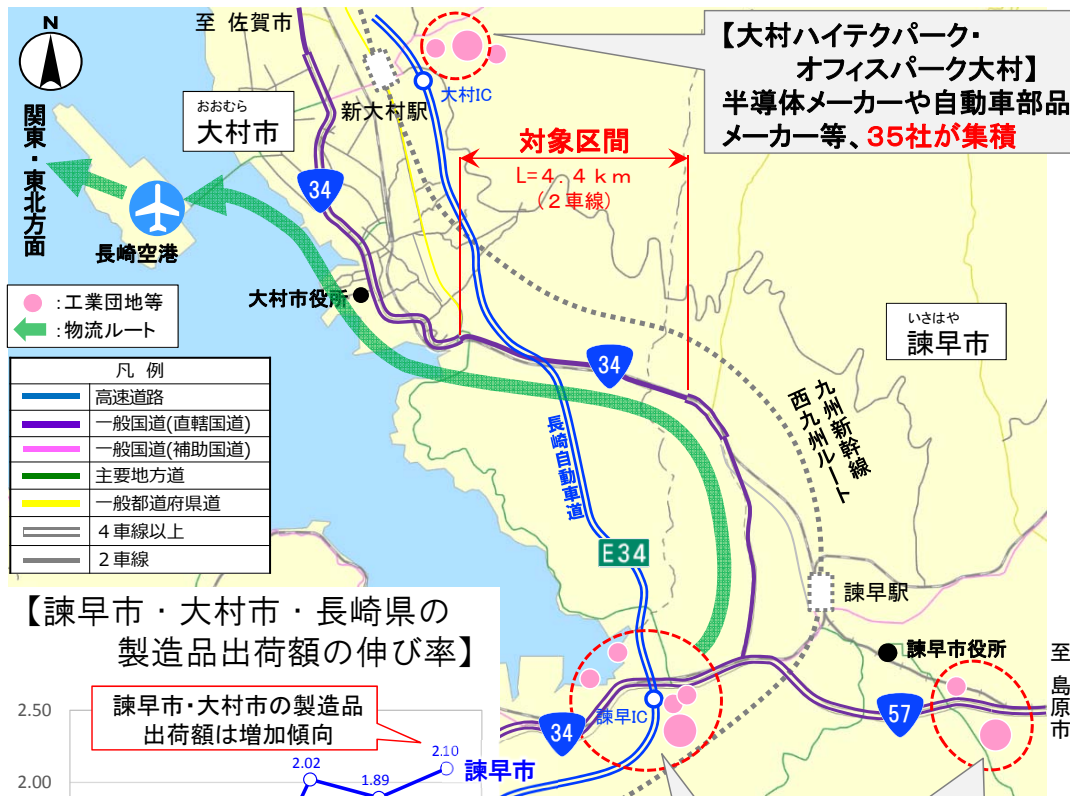 N
至 佐賀市
関東・東北方面
おおむら
大村市
新大村駅
大村IC
【大村ハイテクパーク・
オフィスパーク大村】
半導体メーカーや自動車部品
メーカー等、35社が集積
対象区間
L=4.4km
(2車線)
34
長崎空港
大村市役所
:工業団地等
:物流ルート
凡 例
高速道路
一般国道(直轄国道)
一般国道(補助国道)
主要地方道
一般都道府県道
4車線以上
2車線
34
いさはや
諫早市
九州新幹線
西九州ルート
長崎自動車道
E34
諫早駅
諫早市役所
至 島原市
諫早IC
34
57
【諫早市・大村市・長崎県の
製造品出荷額の伸び率】
諫早市・大村市の製造品
出荷額は増加傾向
2.50
2.00
2.02
1.89
2.10
諫早市